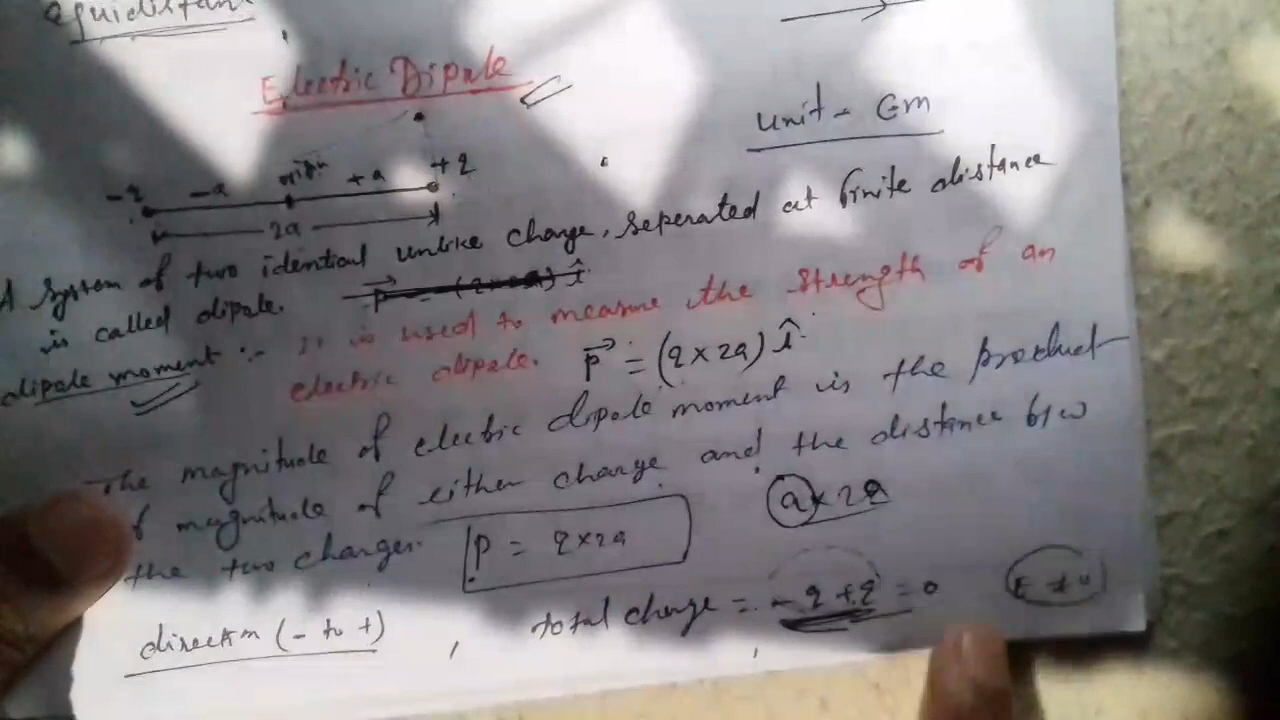 equidistan
Electric Dipole
unit - Cm
-q -a origin +a +q
2a
A system of two identical unlike charge, seperated at finite distance
is called dipole.
dipole moment :- It is used to measure the strength of an
electric dipole. p⃗ = (q × 2a) î
The magnitude of electric dipole moment is the product
of magnitude of either charge and the distance b/w
the two charges. p = q×2a
q × 2a
direction (- to +) , total charge = -q +q = 0